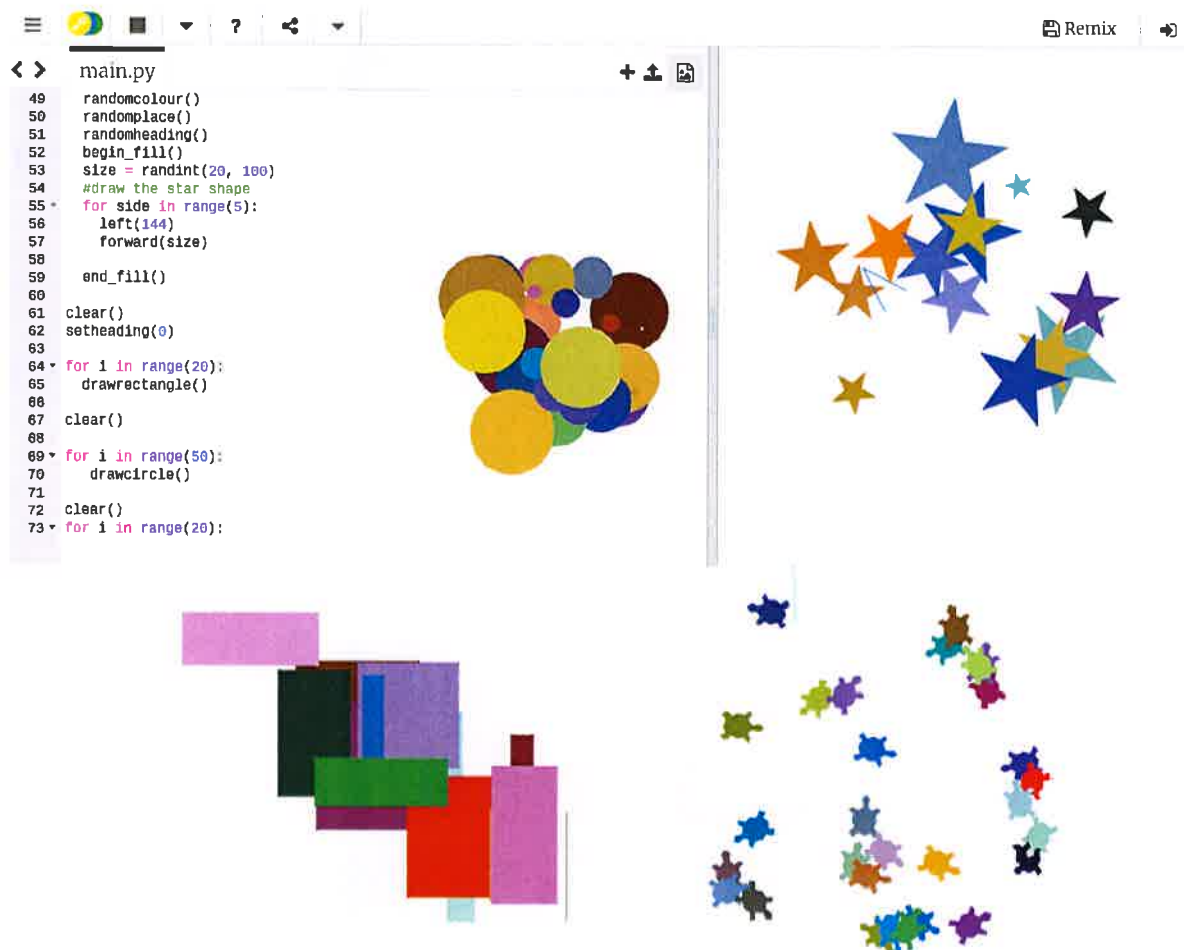 ?
Remix
main.py
49 randomcolour()
50 randomplace()
51 randomheading()
52 begin_fill()
53 size = randint(20, 100)
54 #draw the star shape
55 for side in range(5):
56 left(144)
57 forward(size)
58
59 end_fill()
60
61 clear()
62 setheading(0)
63
64 for i in range(20):
65 drawrectangle()
66
67 clear()
68
69 for i in range(50):
70 drawcircle()
71
72 clear()
73 for i in range(20):